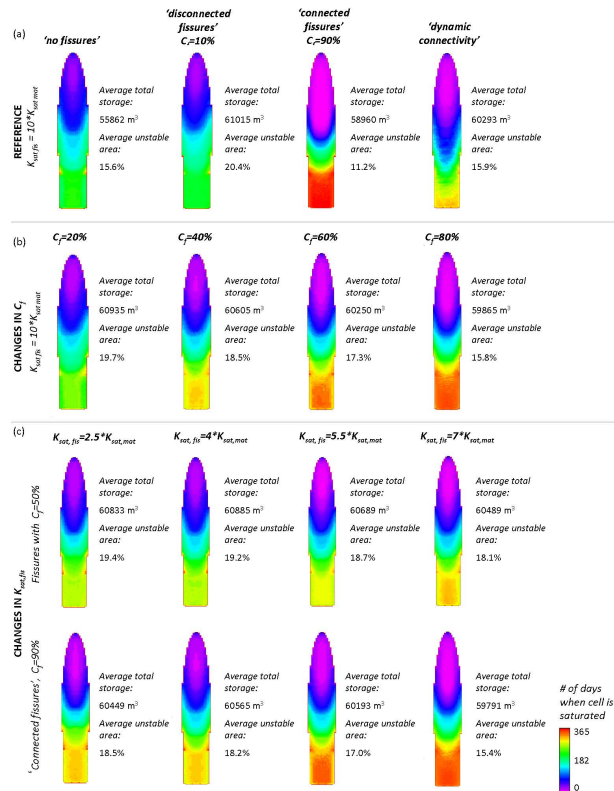 (a)
'no fissures'
'disconnected
fissures'
Cf=10%
'connected
fissures'
Cf=90%
'dynamic
connectivity'
REFERENCE
Ksat fis = 10*Ksat mat
Average total
storage:
55862 m³
Average unstable
area:
15.6%
Average total
storage:
61015 m³
Average unstable
area:
20.4%
Average total
storage:
58960 m³
Average unstable
area:
11.2%
Average total
storage:
60293 m³
Average unstable
area:
15.9%
(b)
Cf=20%
Cf=40%
Cf=60%
Cf=80%
CHANGES IN Cf
Ksat fis = 10*Ksat mat
Average total
storage:
60935 m³
Average unstable
area:
19.7%
Average total
storage:
60605 m³
Average unstable
area:
18.5%
Average total
storage:
60250 m³
Average unstable
area:
17.3%
Average total
storage:
59865 m³
Average unstable
area:
15.8%
(c)
Ksat, fis=2.5*Ksat,mat
Ksat, fis=4*Ksat,mat
Ksat, fis=5.5*Ksat,mat
Ksat, fis=7*Ksat,mat
CHANGES IN Ksat,fis
Fissures with Cf=50%
Average total
storage:
60833 m³
Average unstable
area:
19.4%
Average total
storage:
60885 m³
Average unstable
area:
19.2%
Average total
storage:
60689 m³
Average unstable
area:
18.7%
Average total
storage:
60489 m³
Average unstable
area:
18.1%
'Connected fissures', Cf=90%
Average total
storage:
60449 m³
Average unstable
area:
18.5%
Average total
storage:
60565 m³
Average unstable
area:
18.2%
Average total
storage:
60193 m³
Average unstable
area:
17.0%
Average total
storage:
59791 m³
Average unstable
area:
15.4%
# of days
when cell is
saturated
365
182
0